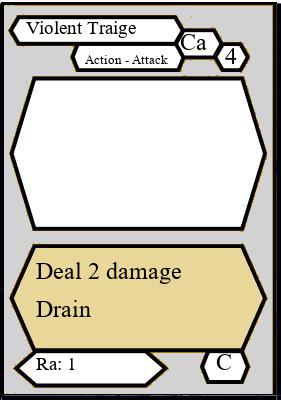 Violent Traige
Ca
4
Action - Attack
Deal 2 damage
Drain
Ra: 1
C